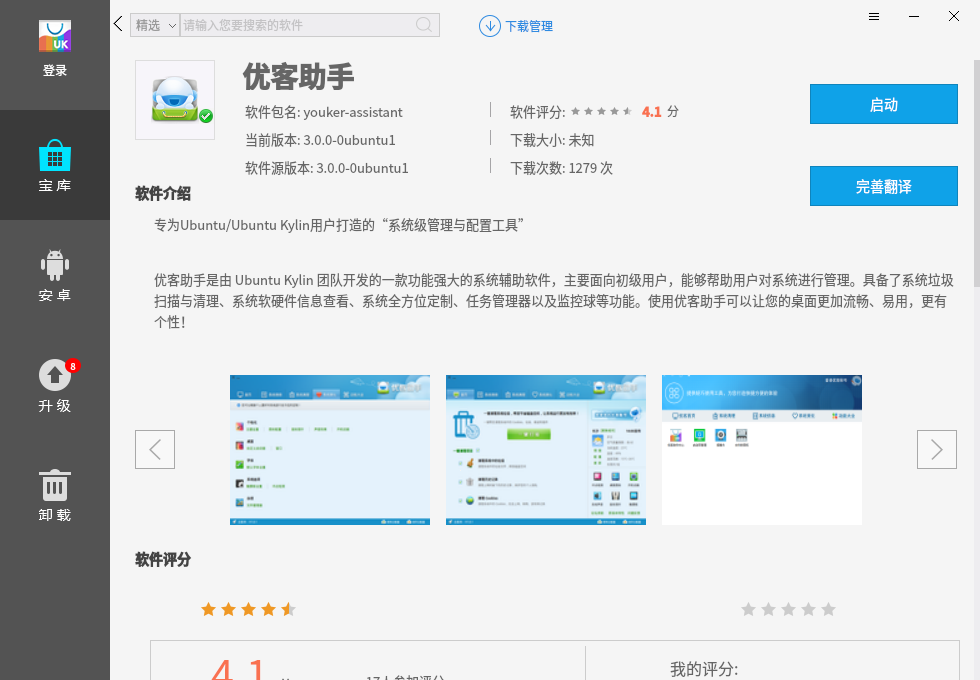 UK
登录
宝 库
安 卓
8
升 级
卸 载
精选
请输入您要搜索的软件
下载管理
优客助手
软件包名: youker-assistant
软件评分:
4.1 分
当前版本: 3.0.0-0ubuntu1
下载大小: 未知
软件源版本: 3.0.0-0ubuntu1
下载次数: 1279 次
启动
完善翻译
软件介绍
专为Ubuntu/Ubuntu Kylin用户打造的“系统级管理与配置工具”
优客助手是由 Ubuntu Kylin 团队开发的一款功能强大的系统辅助软件，主要面向初级用户，能够帮助用户对系统进行管理。具备了系统垃圾
扫描与清理、系统软硬件信息查看、系统全方位定制、任务管理器以及监控球等功能。使用优客助手可以让您的桌面更加流畅、易用，更有
个性！
软件评分
4.1
17人参加评分
我的评分: